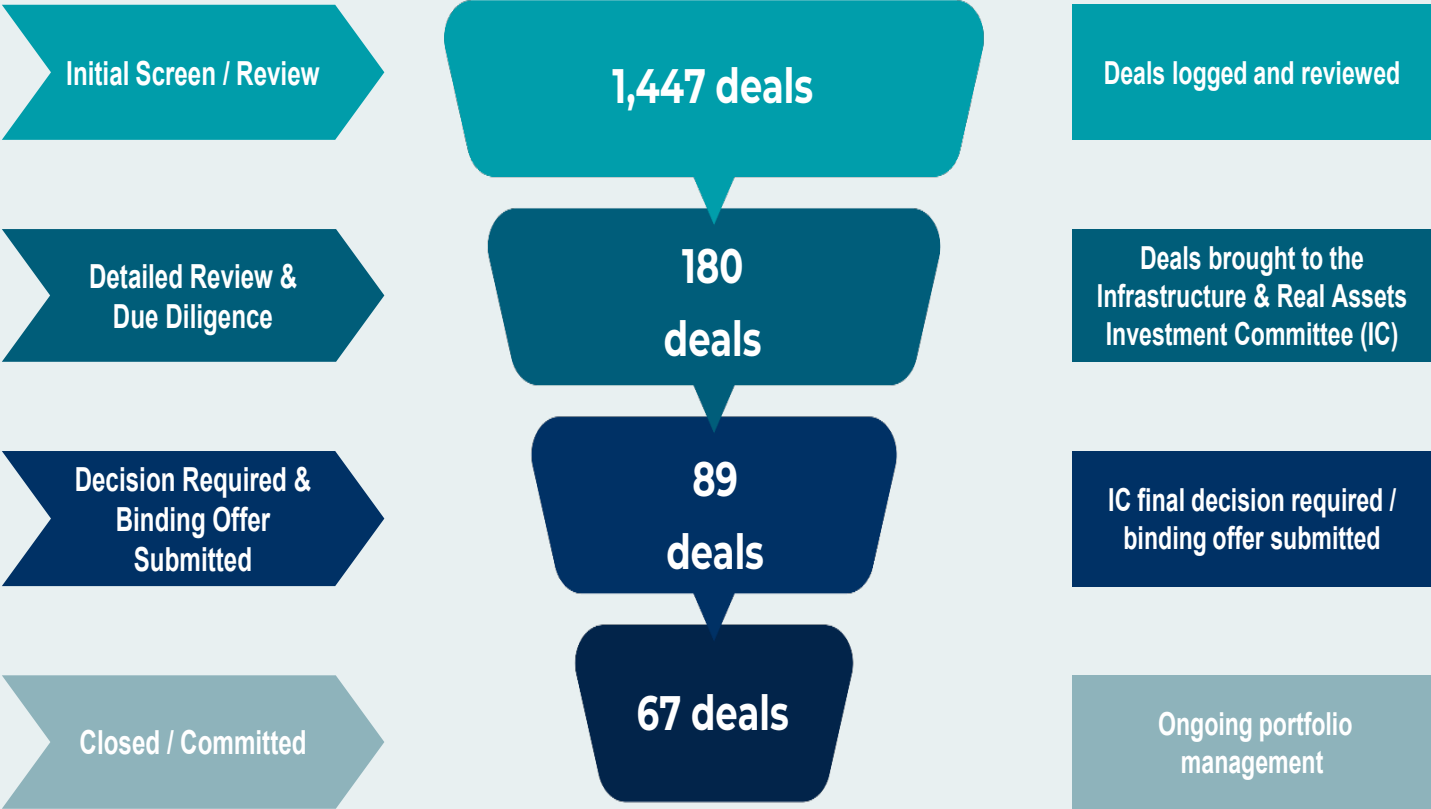 Initial Screen / Review
1,447 deals
Deals logged and reviewed
Detailed Review &
Due Diligence
180
deals
Deals brought to the
Infrastructure & Real Assets
Investment Committee (IC)
Decision Required &
Binding Offer
Submitted
89
deals
IC final decision required /
binding offer submitted
Closed / Committed
67 deals
Ongoing portfolio
management